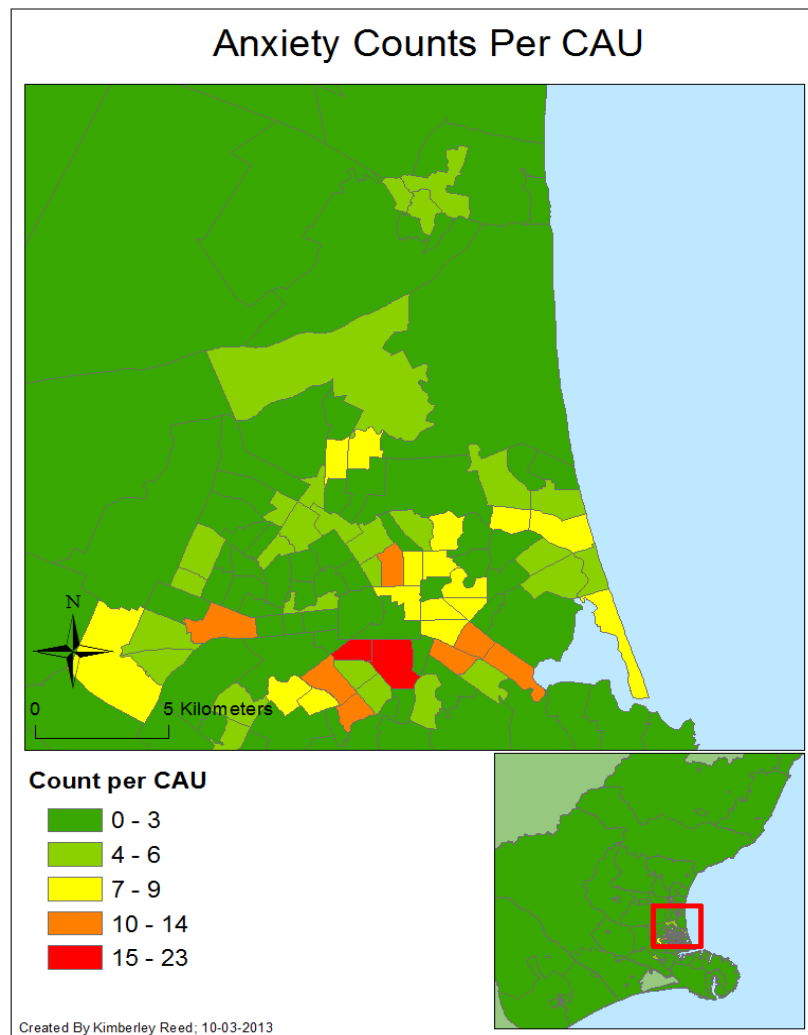 Anxiety Counts Per CAU
N
0 5 Kilometers
Count per CAU
0 - 3
4 - 6
7 - 9
10 - 14
15 - 23
Created By Kimberley Reed; 10-03-2013